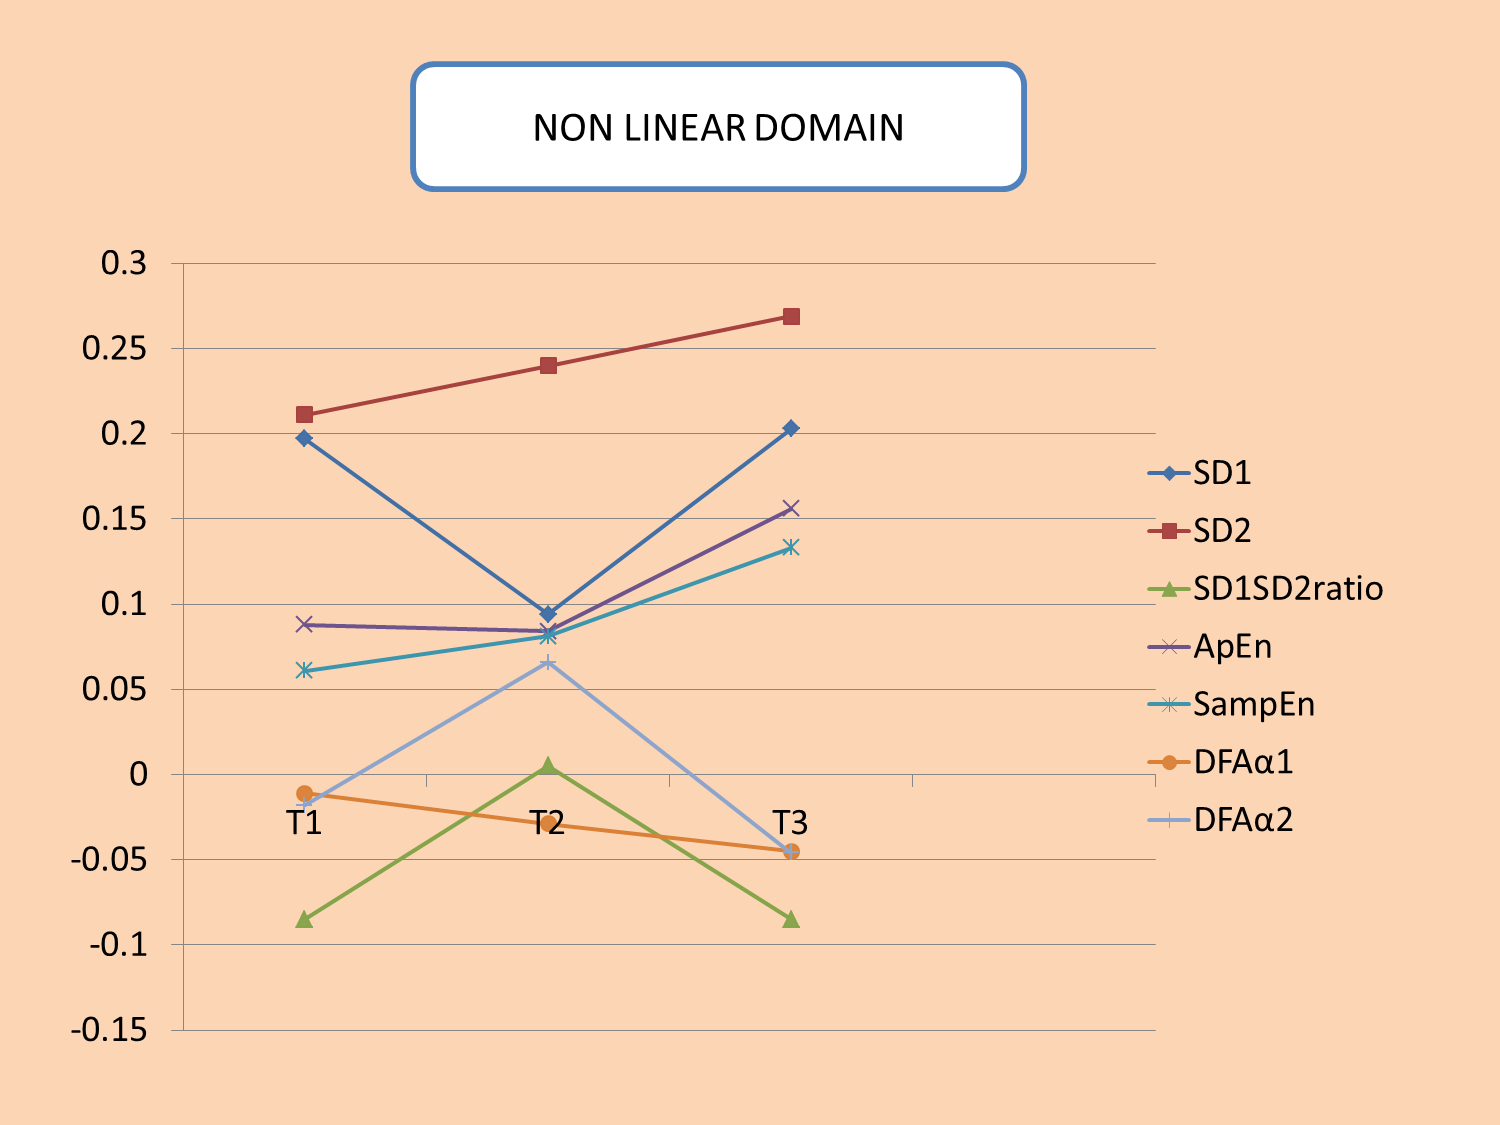 NON LINEAR DOMAIN
0.3
0.25
0.2
0.15
0.1
0.05
0
-0.05
-0.1
-0.15
T1 T2 T3
SD1
SD2
SD1SD2ratio
ApEn
SampEn
DFAα1
DFAα2